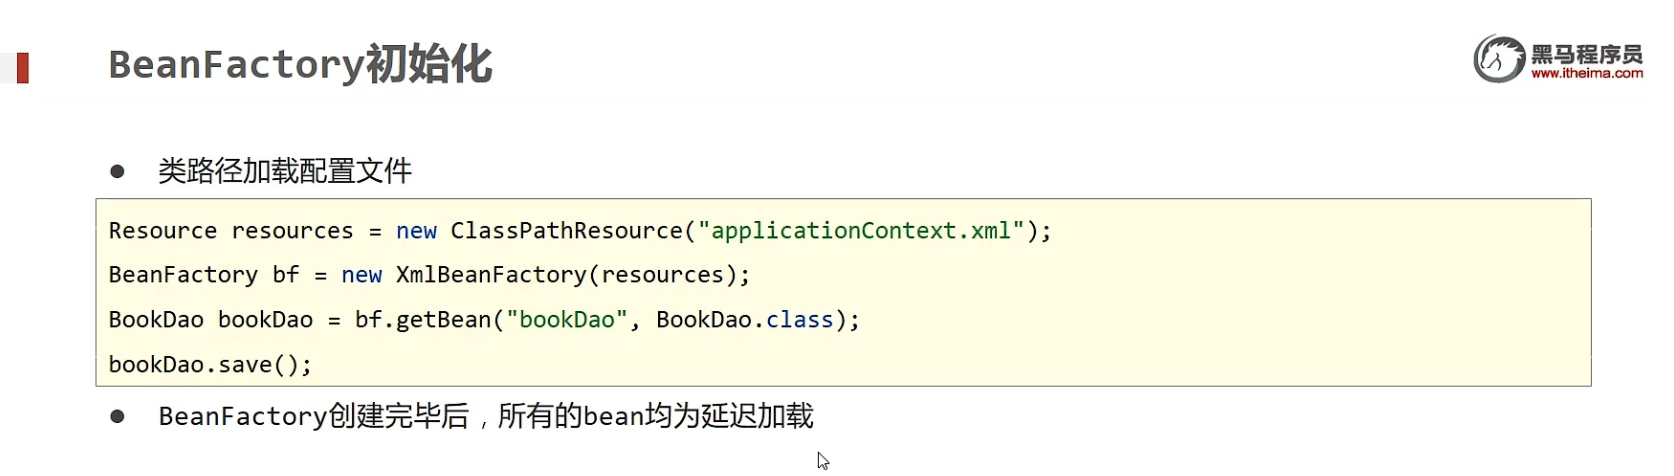 BeanFactory初始化
黑马程序员
www.itheima.com
● 类路径加载配置文件
Resource resources = new ClassPathResource("applicationContext.xml");
BeanFactory bf = new XmlBeanFactory(resources);
BookDao bookDao = bf.getBean("bookDao", BookDao.class);
bookDao.save();
● BeanFactory创建完毕后，所有的bean均为延迟加载